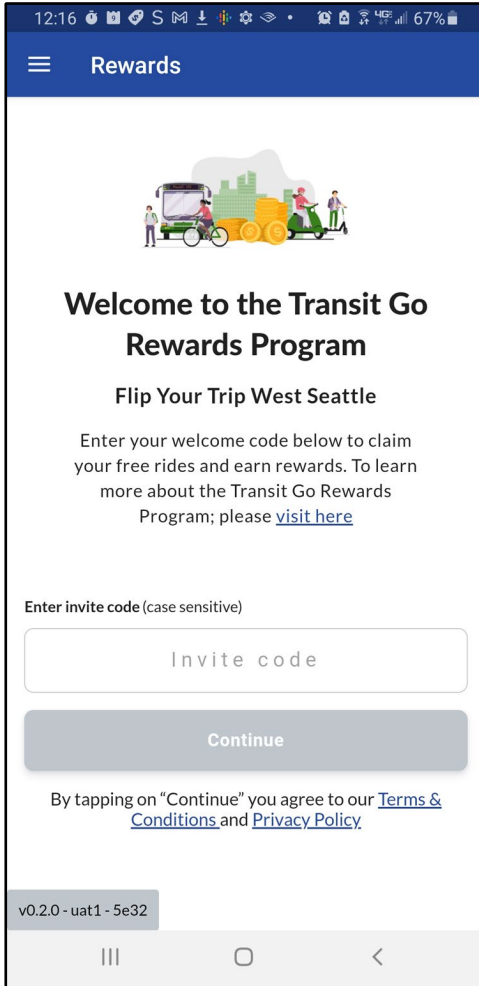 12:16
67%
Rewards
Welcome to the Transit Go
Rewards Program
Flip Your Trip West Seattle
Enter your welcome code below to claim
your free rides and earn rewards. To learn
more about the Transit Go Rewards
Program; please visit here
Enter invite code (case sensitive)
Invite code
Continue
By tapping on “Continue” you agree to our Terms &
Conditions and Privacy Policy
v0.2.0 - uat1 - 5e32